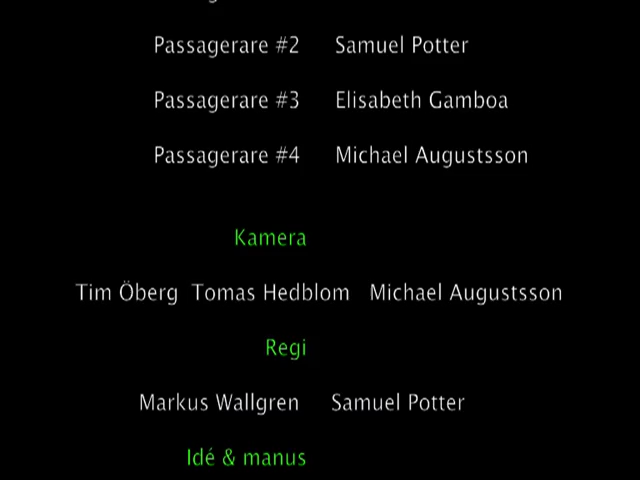 Passagerare #2 Samuel Potter
Passagerare #3 Elisabeth Gamboa
Passagerare #4 Michael Augustsson
Kamera
Tim Öberg Tomas Hedblom Michael Augustsson
Regi
Markus Wallgren Samuel Potter
Idé & manus